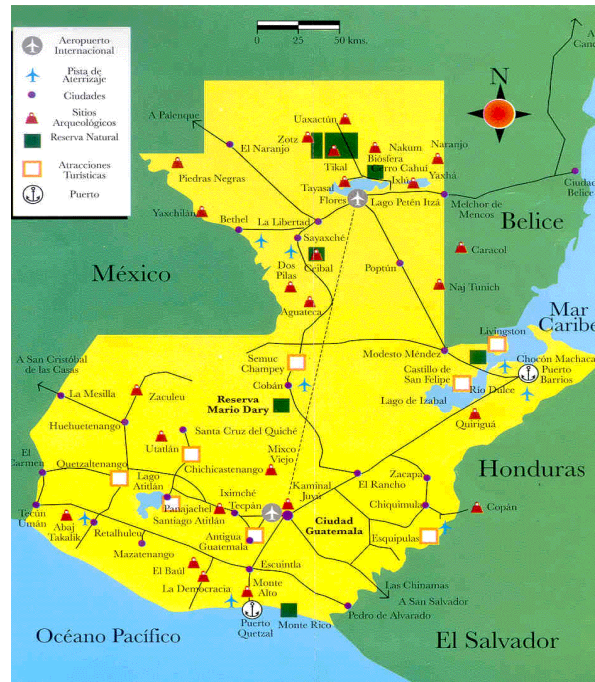 0
25
50 kms.
Aeropuerto
Internacional
Pista de
Aterrizaje
Ciudades
Sitios
Arqueológicos
Reserva Natural
Atracciones
Turísticas
Puerto
N
A
A Palenque
Uaxactún
Zotz
Tikal
Nakum
Biósfera
Cerro Cahuí
Naranjo
El Naranjo
Piedras Negras
Tayasal
Ixlú
Yaxhá
Flores
Lago Petén Itzá
Melchor de
Mencos
Ciudad
Belice
Yaxchilán
Bethel
La Libertad
Sayaxché
Belice
Caracol
México
Dos
Pilas
Ceibal
Poptún
Aguateca
Naj Tunich
Mar
Caribe
Livingston
Semuc
Champey
Modesto Méndez
Chocón Machaca
Puerto
Barrios
Castillo de
San Felipe
Río Dulce
A San Cristóbal
de las Casas
Cobán
Lago de Izabal
La Mesilla
Zaculeu
Reserva
Mario Dary
Quiriguá
Huehuetenango
Santa Cruz del Quiché
Utatlán
Mixco
Viejo
Honduras
El
Carmen
Quetzaltenango
Chichicastenango
Zacapa
El Rancho
Lago
Atitlán
Iximché
Kaminal
Juyú
Chiquimula
Tecún
Umán
Panajachel
Tecpán
Copán
Abaj
Takalik
Santiago Atitlán
Ciudad
Guatemala
Retalhuleu
Antigua
Guatemala
Esquipulas
Mazatenango
El Baúl
Escuintla
La Democracia
Monte
Alto
Las Chinamas
A San Salvador
Puerto
Quetzal
Monte Rico
Pedro de Alvarado
Océano Pacífico
El Salvador